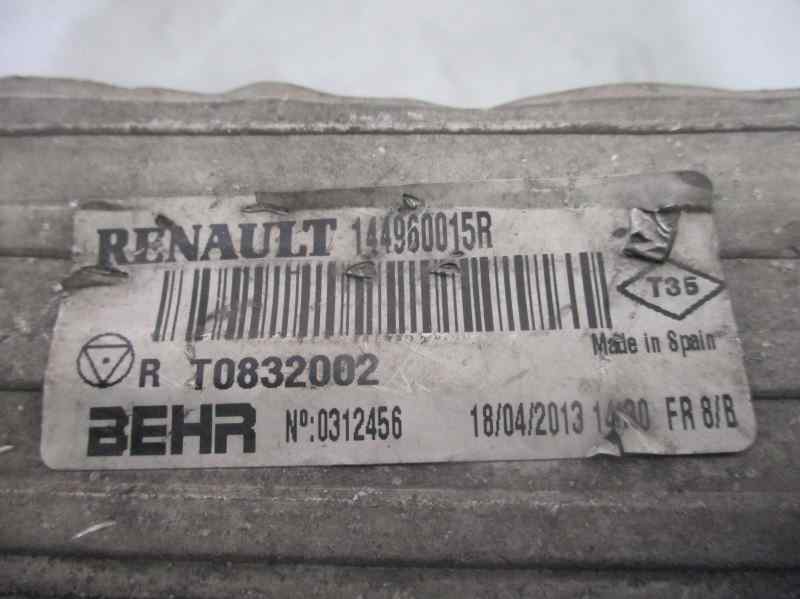 RENAULT 144960015R
T35
Made in Spain
R T0832002
BEHR Nº:0312456 18/04/2013 FR 8/B